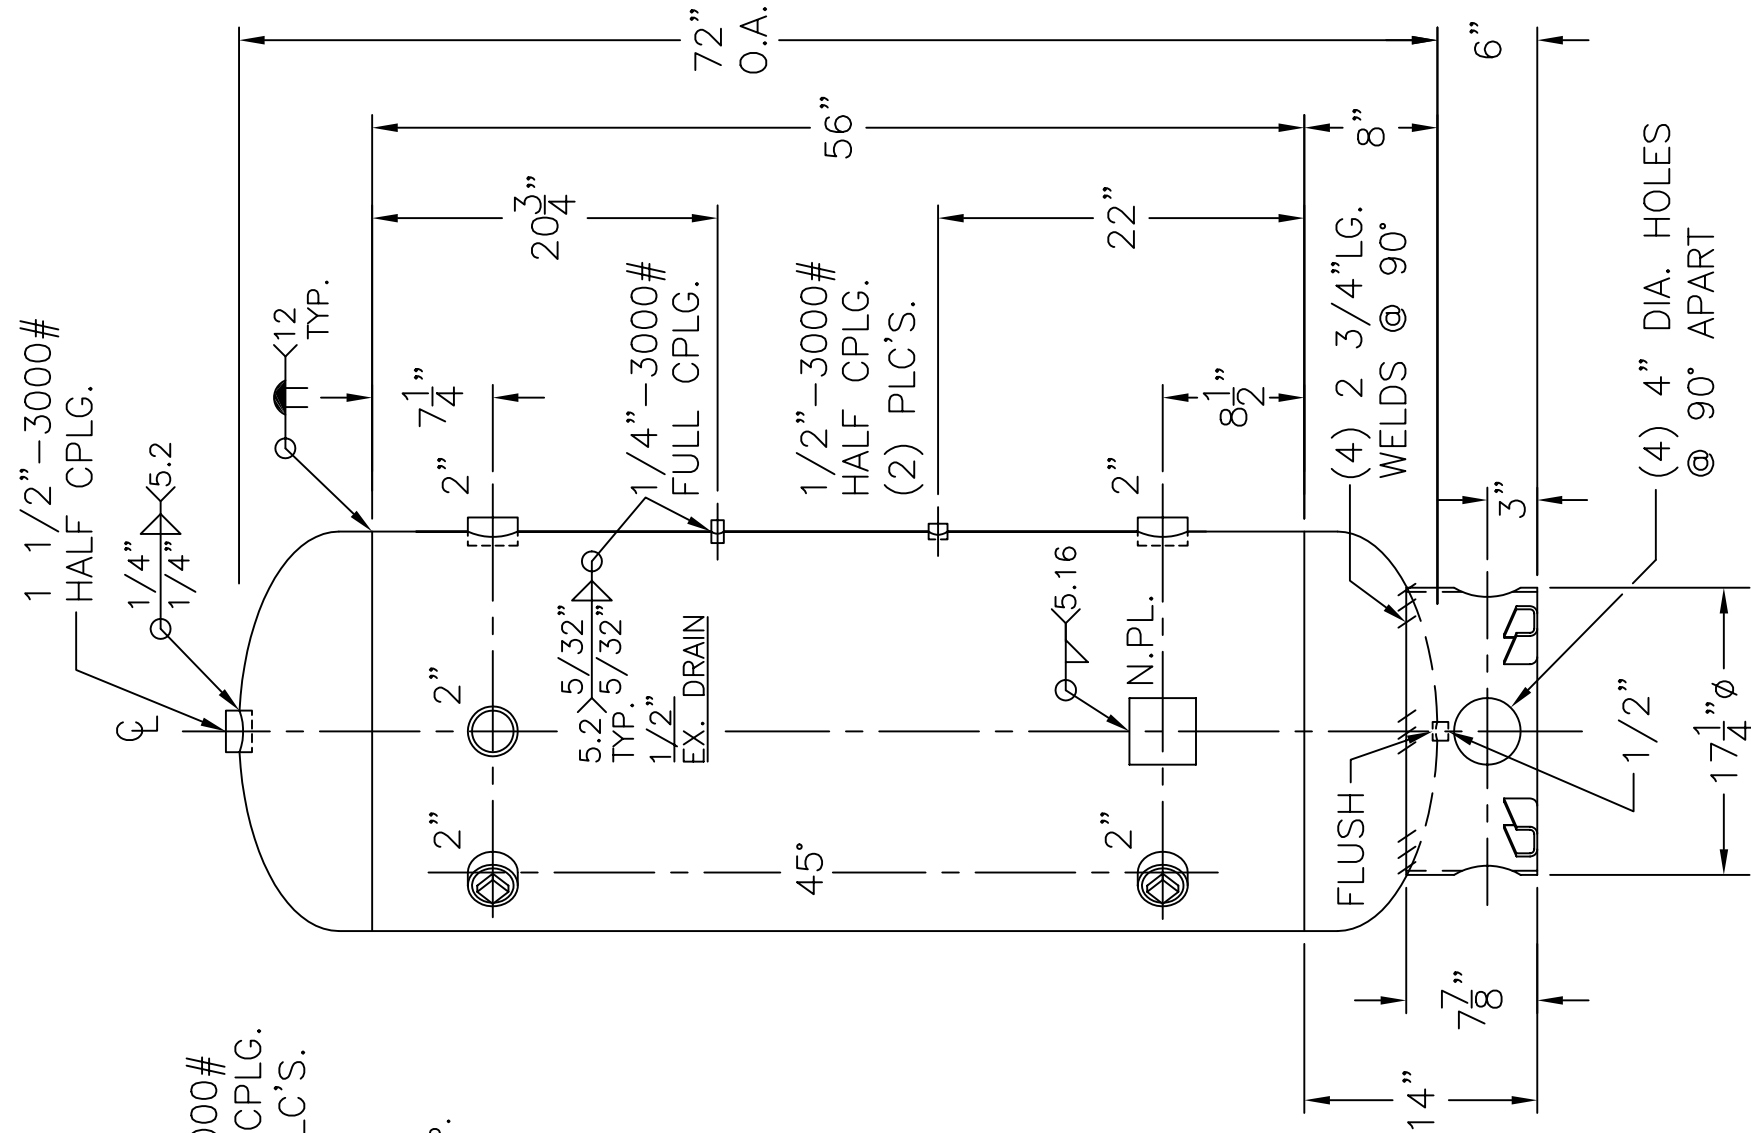 72"
O.A.
6"
56"
8"
20 3/4"
22"
1 1/2"-3000#
HALF CPLG.
12
TYP.
1/4"
1/4"
5.2
7 1/4"
1/4"-3000#
FULL CPLG.
1/2"-3000#
HALF CPLG.
(2) PLC'S.
8 1/2"
(4) 2 3/4"LG.
WELDS @ 90°
(4) 4" DIA. HOLES
@ 90° APART
2"
2"
3"
5/32"
5/32"
5.2
TYP.
1/2"
EX. DRAIN
5.16
N.PL.
CL
2"
2"
2"
45°
FLUSH
1/2"
17 1/4"ø
7 7/8"
14"
000#
CPLG.
LC'S.